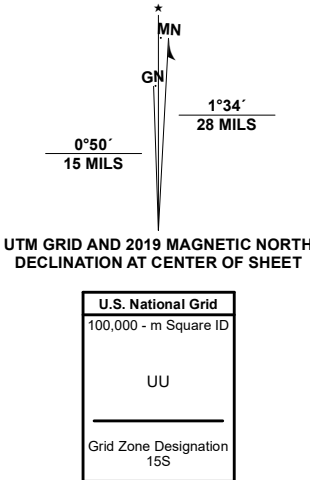 ★
MN
GN
1°34´
28 MILS
0°50´
15 MILS
UTM GRID AND 2019 MAGNETIC NORTH
DECLINATION AT CENTER OF SHEET
U.S. National Grid
100,000 - m Square ID
UU
Grid Zone Designation
15S